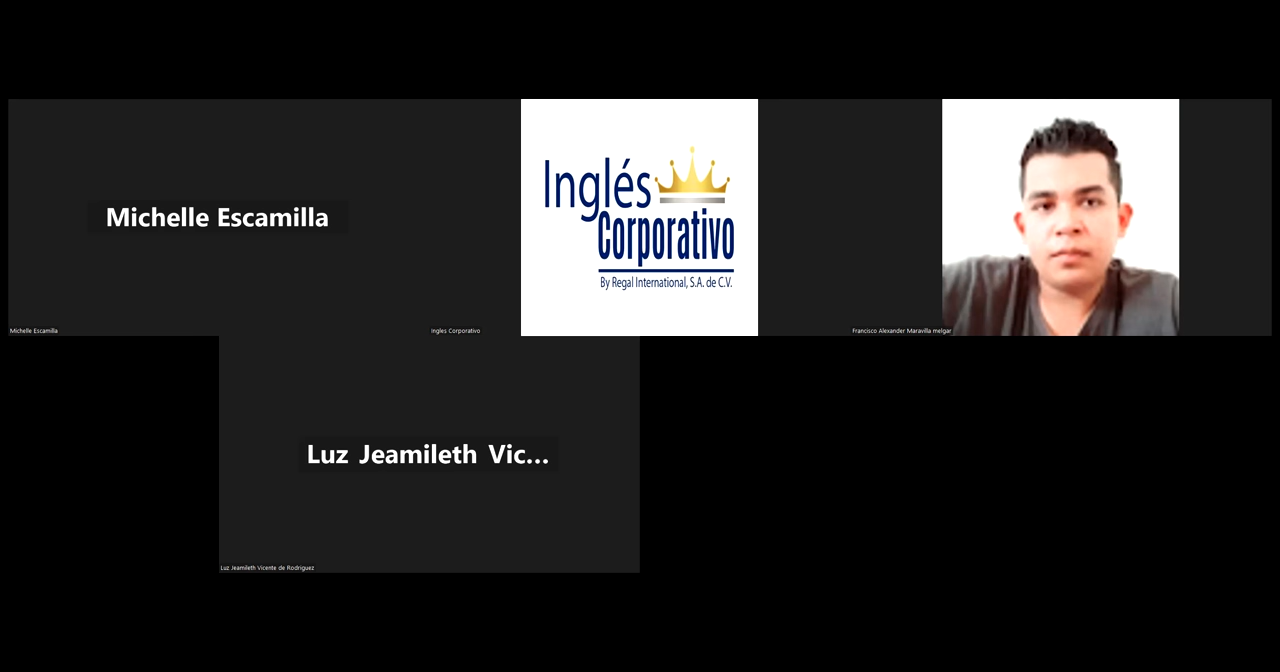 Michelle Escamilla
Michelle Escamilla
Inglés
Corporativo
By Regal International, S.A. de C.V.
Ingles Corporativo
Francisco Alexander Maravilla melgar
Luz Jeamileth Vic...
Luz Jeamileth Vicente de Rodriguez